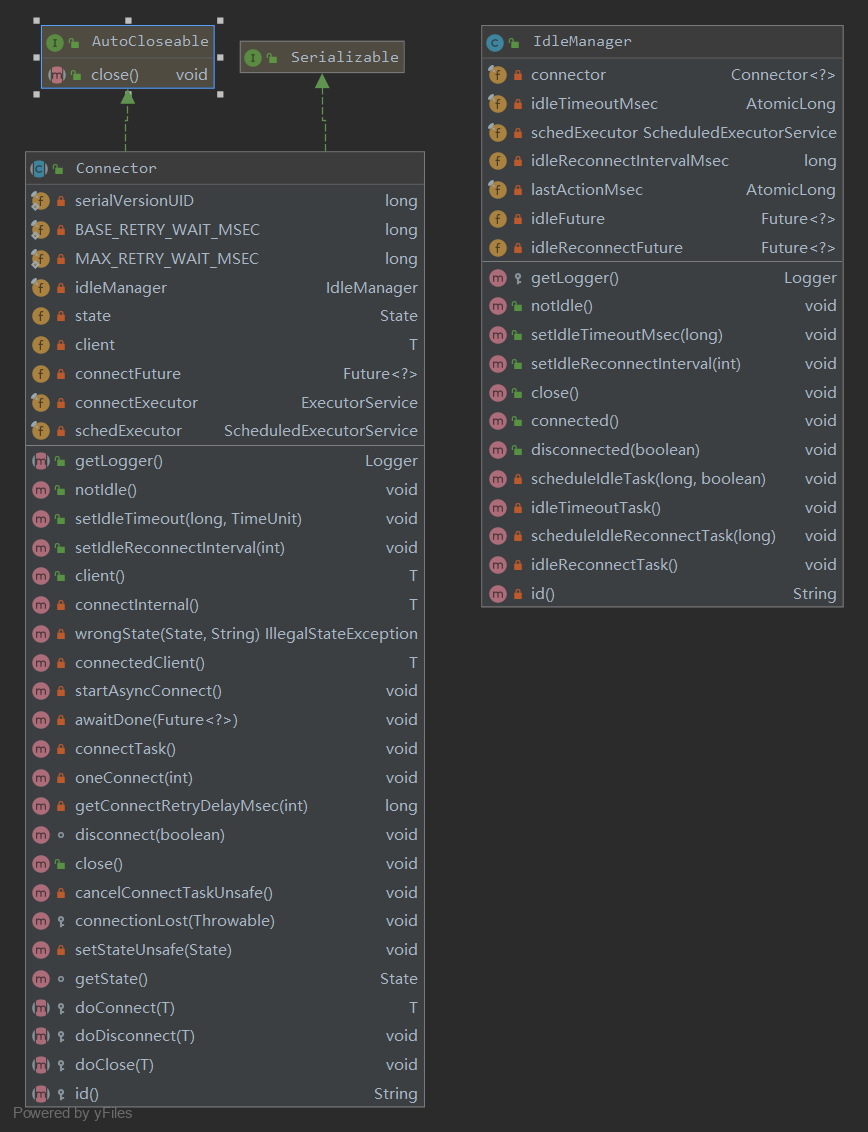 AutoCloseable
close() void
Serializable
Connector
serialVersionUID long
BASE_RETRY_WAIT_MSEC long
MAX_RETRY_WAIT_MSEC long
idleManager IdleManager
state State
client T
connectFuture Future<?>
connectExecutor ExecutorService
schedExecutor ScheduledExecutorService
getLogger() Logger
notIdle() void
setIdleTimeout(long, TimeUnit) void
setIdleReconnectInterval(int) void
client() T
connectInternal() T
wrongState(State, String) IllegalStateException
connectedClient() T
startAsyncConnect() void
awaitDone(Future<?>) void
connectTask() void
oneConnect(int) void
getConnectRetryDelayMsec(int) long
disconnect(boolean) void
close() void
cancelConnectTaskUnsafe() void
connectionLost(Throwable) void
setStateUnsafe(State) void
getState() State
doConnect(T) T
doDisconnect(T) void
doClose(T) void
id() String
IdleManager
connector Connector<?>
idleTimeoutMsec AtomicLong
schedExecutor ScheduledExecutorService
idleReconnectIntervalMsec long
lastActionMsec AtomicLong
idleFuture Future<?>
idleReconnectFuture Future<?>
getLogger() Logger
notIdle() void
setIdleTimeoutMsec(long) void
setIdleReconnectInterval(int) void
close() void
connected() void
disconnected(boolean) void
scheduleIdleTask(long, boolean) void
idleTimeoutTask() void
scheduleIdleReconnectTask(long) void
idleReconnectTask() void
id() String
Powered by yFiles